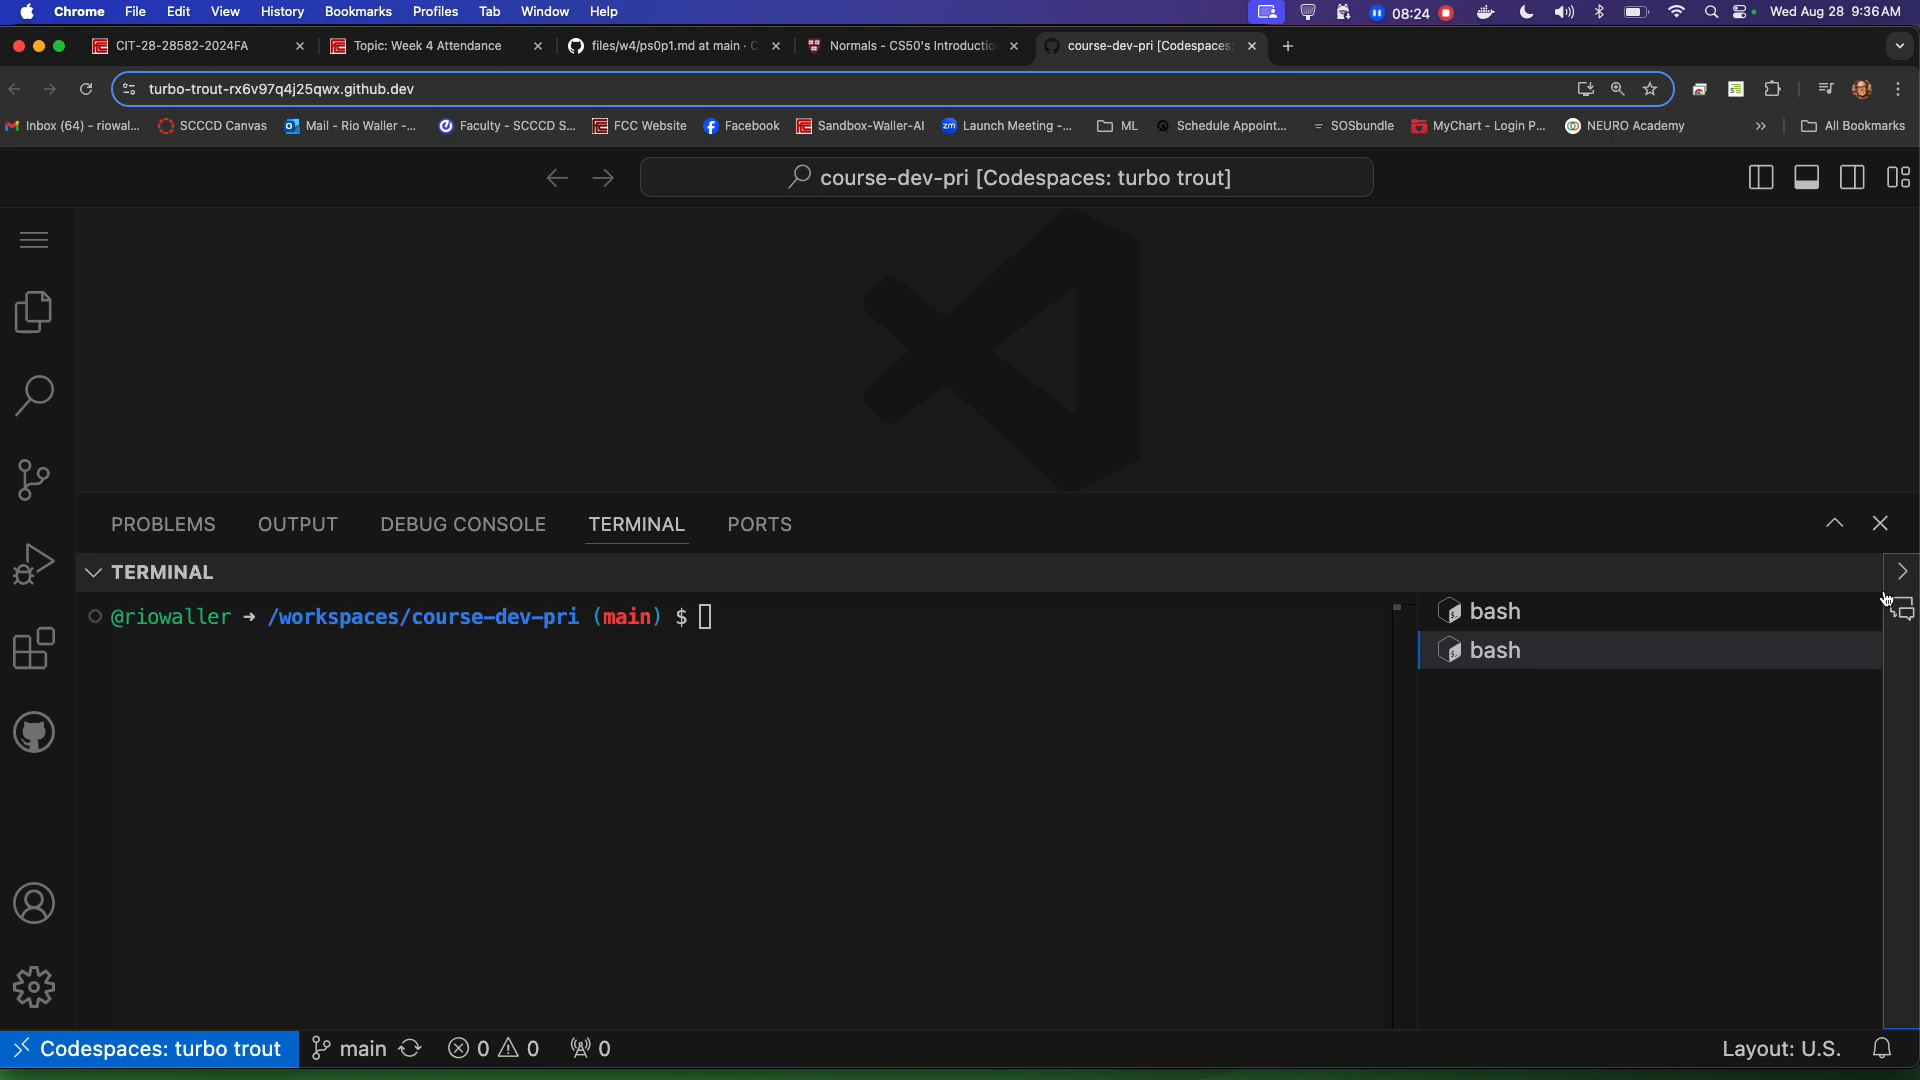 Chrome File Edit View History Bookmarks Profiles Tab Window Help 08:24 Wed Aug 28 9:36 AM
CIT-28-28582-2024FA Topic: Week 4 Attendance files/w4/ps0p1.md at main · C Normals - CS50's Introductio course-dev-pri [Codespaces:
turbo-trout-rx6v97q4j25qwx.github.dev
Inbox (64) - riowal... SCCCD Canvas Mail - Rio Waller -... Faculty - SCCCD S... FCC Website Facebook Sandbox-Waller-AI zm Launch Meeting -... ML Schedule Appoint... SOSbundle MyChart - Login P... NEURO Academy » All Bookmarks
course-dev-pri [Codespaces: turbo trout]
PROBLEMS OUTPUT DEBUG CONSOLE TERMINAL PORTS
TERMINAL
@riowaller → /workspaces/course-dev-pri (main) $
bash
bash
Codespaces: turbo trout main 0 0 0 Layout: U.S.